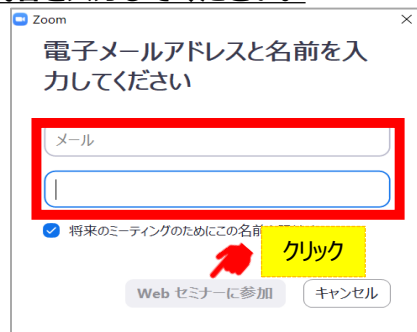 Zoom
電子メールアドレスと名前を入
力してください
メール
将来のミーティングのためにこの名前
クリック
Web セミナーに参加
キャンセル